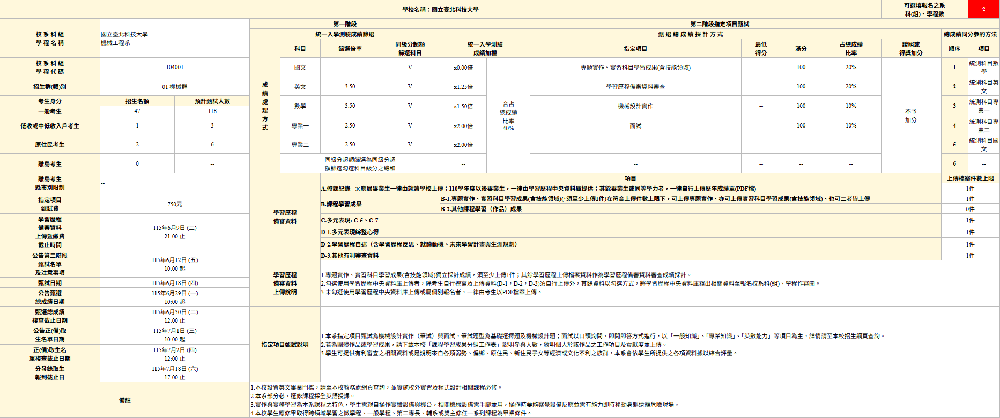 學校名稱：國立臺北科技大學
可選填報名之系
科(組)、學程數
2
校 系 科 組
學 程 名 稱
國立臺北科技大學
機械工程系
第一階段
第二階段指定項目甄試
統一入學測驗成績篩選
甄 選 總 成 績 採 計 方 式
總成績同分參酌方法
成績處理方式
科目
篩選倍率
同級分超額
篩選科目
統一入學測驗
成績加權
指定項目
最低
得分
滿分
占總成績
比率
證照或
得獎加分
順序
項目
校 系 科 組
學 程 代 碼
104001
國文
--
V
x0.00倍
合占
總成績
比率
40%
專題實作、實習科目學習成果(含技能領域)
--
100
20%
不予
加分
1
統測科目數
學
招生群(類)別
01 機械群
英文
3.50
V
x1.25倍
學習歷程備審資料審查
--
100
20%
2
統測科目英
文
考生身分
招生名額
預計甄試人數
數學
3.50
V
x1.50倍
機械設計實作
--
100
10%
3
統測科目專
業一
一般考生
47
118
低收或中低收入戶考生
1
3
專業一
2.50
V
x2.00倍
面試
--
100
10%
4
統測科目專
業二
原住民考生
2
6
專業二
2.50
V
x2.00倍
--
--
--
--
5
統測科目國
文
離島考生
0
--
同級分超額篩選為同級分超
額篩選勾選科目級分之總和
--
--
--
--
--
6
--
離島考生
縣市別限制
--
學習歷程
備審資料
項目
上傳檔案件數上限
A.修課紀錄 ※應屆畢業生一律由就讀學校上傳；110學年度以後畢業生，一律由學習歷程中央資料庫提供；其餘畢業生或同等學力者，一律自行上傳歷年成績單(PDF檔)
1件
指定項目
甄試費
750元
B.課程學習成果
B-1.專題實作、實習科目學習成果(含技能領域)(*須至少上傳1件)在符合上傳件數上限下，可上傳專題實作、亦可上傳實習科目學習成果(含技能領域)、也可二者皆上傳
1件
B-2.其他課程學習（作品）成果
0件
學習歷程
備審資料
上傳暨繳費
截止時間
115年6月9日 (二)
21:00 止
C.多元表現: C-5、C-7
1件
D-1.多元表現綜整心得
1件
D-2.學習歷程自述（含學習歷程反思、就讀動機、未來學習計畫與生涯規劃）
1件
D-3.其他有利審查資料
1件
公告第二階段
甄試名單
及注意事項
115年6月12日 (五)
10:00 起
學習歷程
備審資料
上傳說明
1.專題實作、實習科目學習成果(含技能領域)獨立採計成績，須至少上傳1件；其餘學習歷程上傳檔案資料作為學習歷程備審資料審查成績採計。
2.勾選使用學習歷程中央資料庫上傳者，除考生自行撰寫及上傳資料(D-1，D-2，D-3)須自行上傳外，其餘資料以勾選方式，將學習歷程中央資料庫釋出相關資料至報名校系科(組)、學程作審閱。
3.未勾選使用學習歷程中央資料庫上傳或屬個別報名者，一律由考生以PDF檔案上傳。
甄試日期
115年6月18日 (四)
公告甄選
總成績日期
115年6月29日 (一)
10:00 起
甄選總成績
複查截止日期
115年6月30日 (二)
12:00 止
指定項目甄試說明
1.本系指定項目甄試為機械設計實作（筆試）與面試，筆試題型為基礎選擇題及機械設計題；面試以口頭詢問、即問即答方式進行，以「一般知識」、「專業知識」、「英數能力」等項目為主，詳情請至本校招生網頁查詢。
2.若為團體作品或學習成果，請下載本校「課程學習成果分組工作表」說明參與人數，敘明個人於該作品之工作項目及貢獻度並上傳。
3.學生可提供有利審查之相關資料或是說明來自各類弱勢、偏鄉、原住民、新住民子女等經濟或文化不利之族群，本系會依學生所提供之各項資料據以綜合評量。
公告正(備)取
生名單日期
115年7月1日 (三)
10:00 起
正(備)取生名
單複查截止日期
115年7月2日 (四)
12:00 止
分發錄取生
報到截止日
115年7月18日 (六)
17:00 止
備註
1.本校設置英文畢業門檻，請至本校教務處網頁查詢，並實施校外實習及程式設計相關課程必修。
2.本系部分必、選修課程採全英語授課。
3.實作與實務學習為本系課程之特色，學生需親自操作實驗設備與機台，相關機械設備需手腳並用，操作時要能察覺設備反應並需有能力即時移動身軀遠離危險現場。
4.本校學生應修畢取得跨領域學習之微學程、一般學程、第二專長、輔系或雙主修任一系列課程為畢業條件。